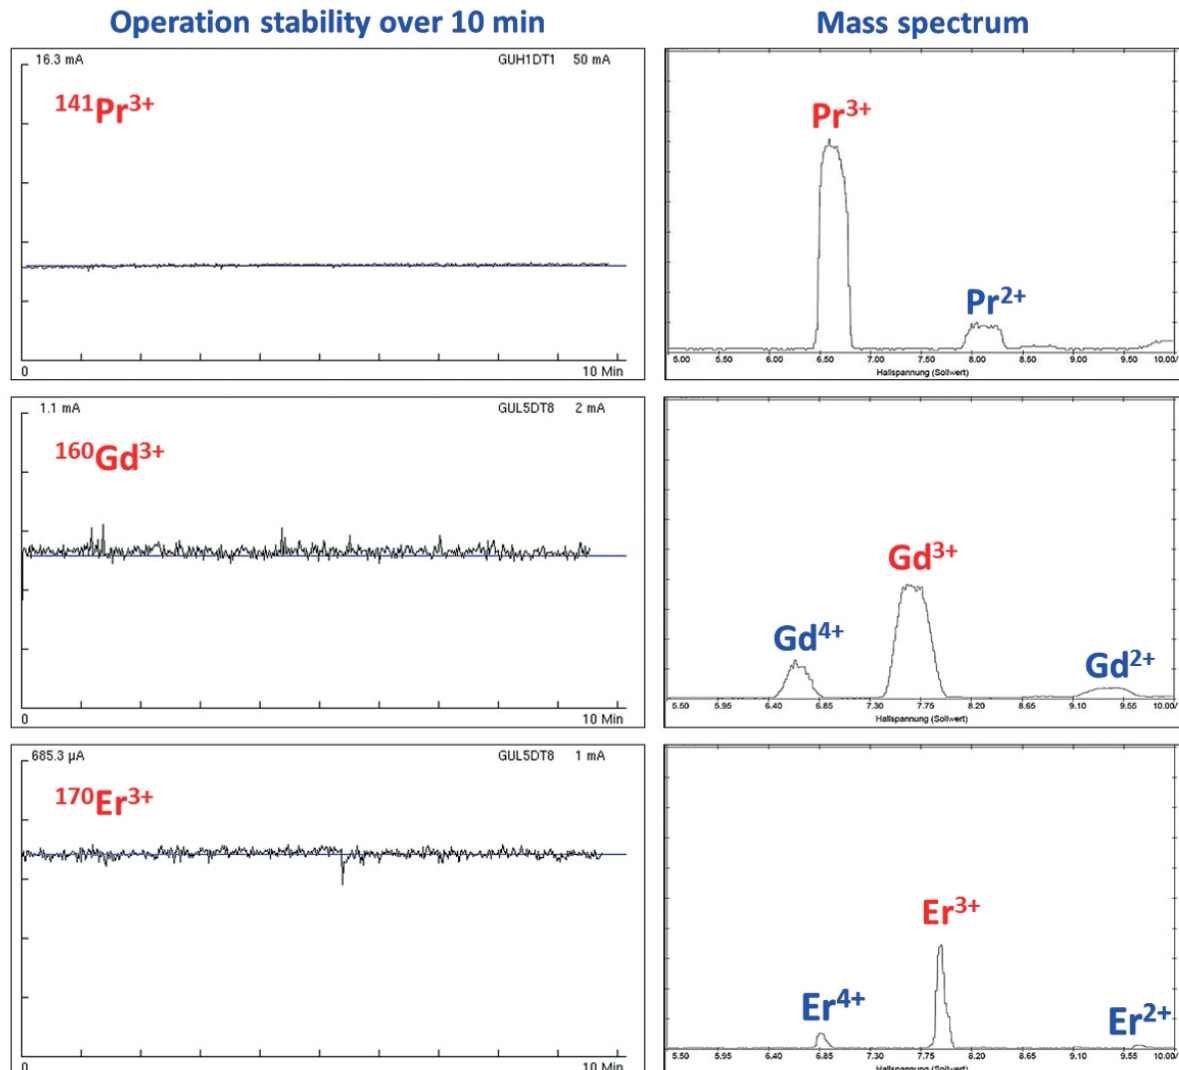 Operation stability over 10 min
Mass spectrum
16.3 mA
GUH1DT1 50 mA
141Pr3+
0
10 Min
Pr3+
Pr2+
5.00 5.50 6.00 6.50 7.00 7.50 8.00 8.50 9.00 9.50 10.00/
Hallspannung (Sollwert)
1.1 mA
GUL5DT8 2 mA
160Gd3+
0
10 Min
Gd4+
Gd3+
Gd2+
5.50 5.95 6.40 6.85 7.30 7.75 8.20 8.65 9.10 9.55 10.00/
Hallspannung (Sollwert)
685.3 µA
GUL5DT8 1 mA
170Er3+
0
10 Min
Er4+
Er3+
Er2+
5.50 5.95 6.40 6.85 7.30 7.75 8.20 8.65 9.10 9.55 10.00/
Hallspannung (Sollwert)